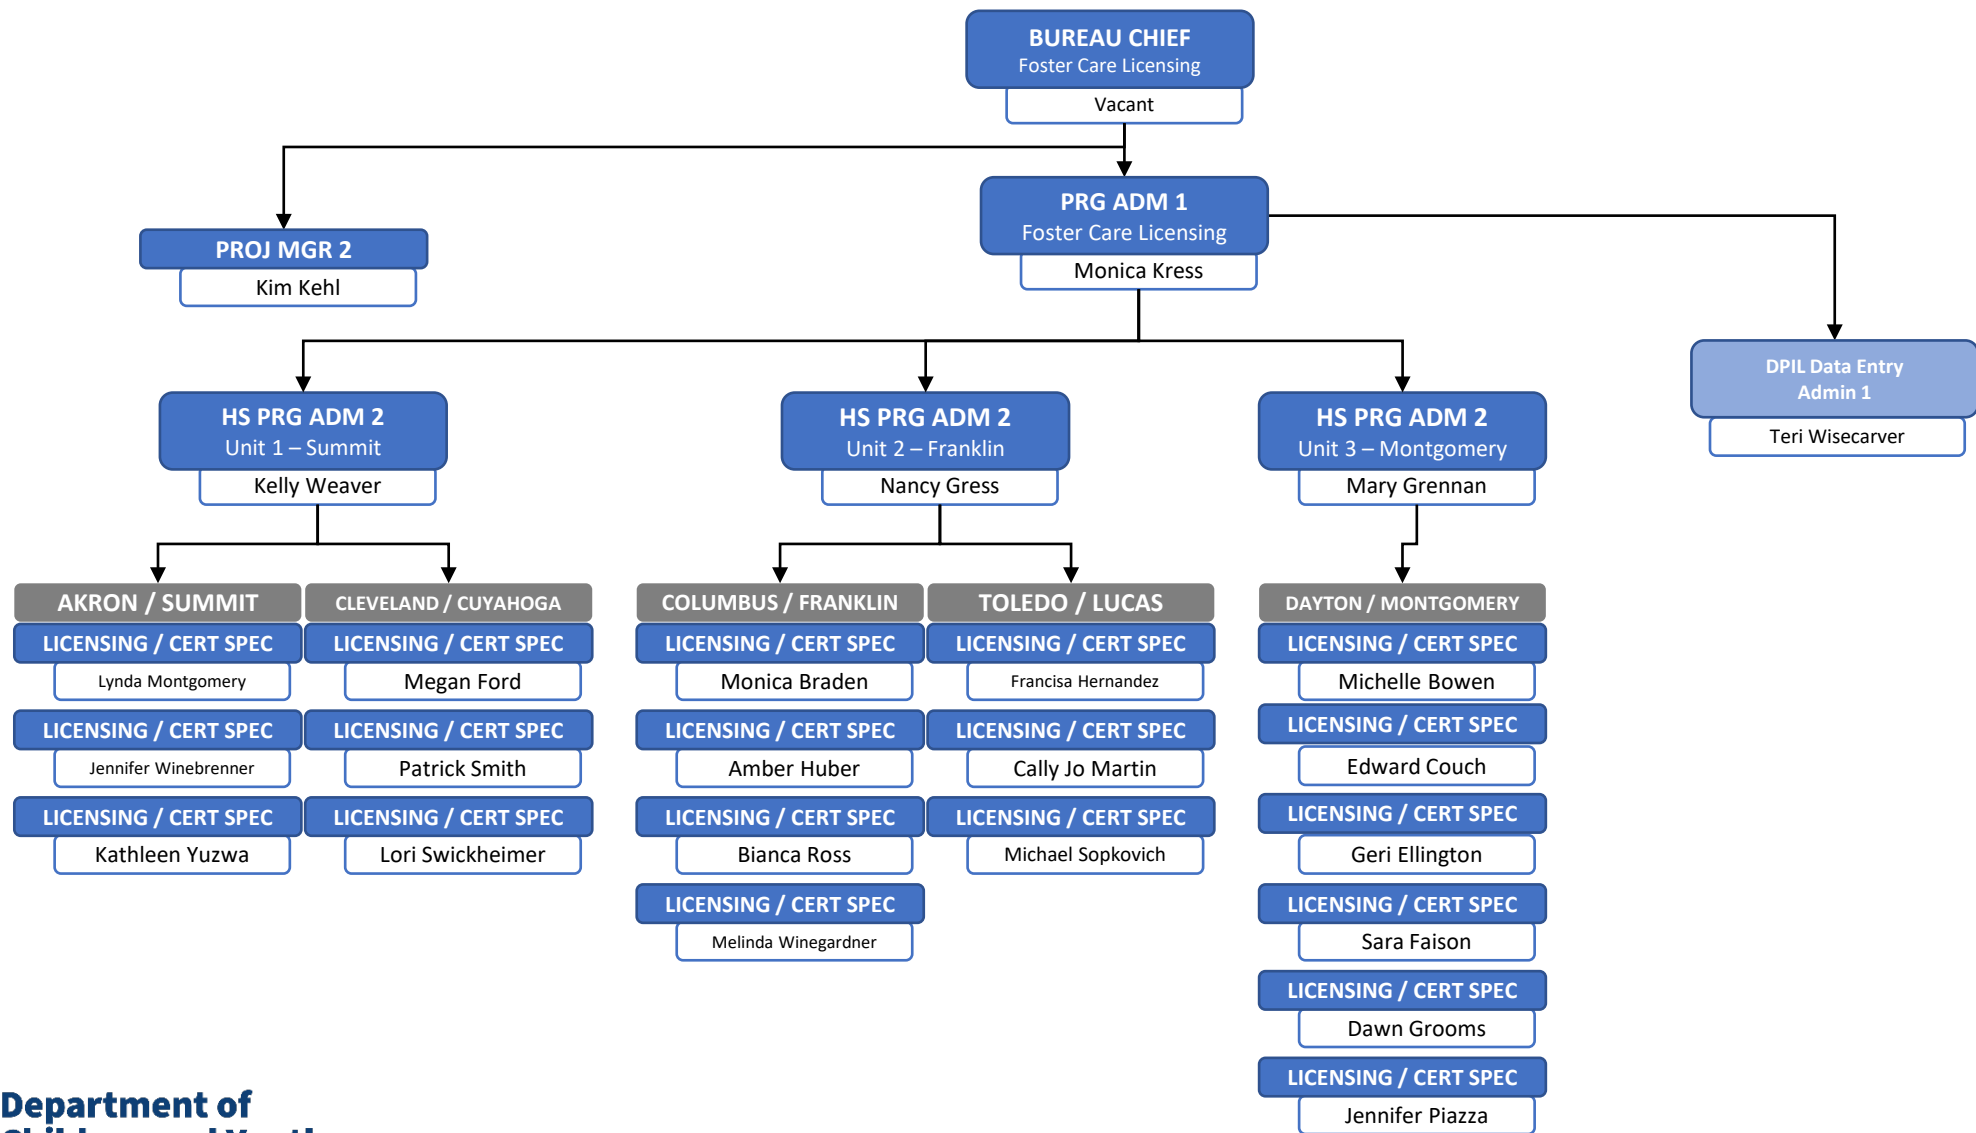 BUREAU CHIEF
Foster Care Licensing
Vacant
PRG ADM 1
Foster Care Licensing
Monica Kress
PROJ MGR 2
Kim Kehl
DPIL Data Entry
Admin 1
Teri Wisecarver
HS PRG ADM 2
Unit 1 – Summit
Kelly Weaver
HS PRG ADM 2
Unit 2 – Franklin
Nancy Gress
HS PRG ADM 2
Unit 3 – Montgomery
Mary Grennan
AKRON / SUMMIT
LICENSING / CERT SPEC
Lynda Montgomery
LICENSING / CERT SPEC
Jennifer Winebrenner
LICENSING / CERT SPEC
Kathleen Yuzwa
CLEVELAND / CUYAHOGA
LICENSING / CERT SPEC
Megan Ford
LICENSING / CERT SPEC
Patrick Smith
LICENSING / CERT SPEC
Lori Swickheimer
COLUMBUS / FRANKLIN
LICENSING / CERT SPEC
Monica Braden
LICENSING / CERT SPEC
Amber Huber
LICENSING / CERT SPEC
Bianca Ross
LICENSING / CERT SPEC
Melinda Winegardner
TOLEDO / LUCAS
LICENSING / CERT SPEC
Francisa Hernandez
LICENSING / CERT SPEC
Cally Jo Martin
LICENSING / CERT SPEC
Michael Sopkovich
DAYTON / MONTGOMERY
LICENSING / CERT SPEC
Michelle Bowen
LICENSING / CERT SPEC
Edward Couch
LICENSING / CERT SPEC
Geri Ellington
LICENSING / CERT SPEC
Sara Faison
LICENSING / CERT SPEC
Dawn Grooms
LICENSING / CERT SPEC
Jennifer Piazza
Department of